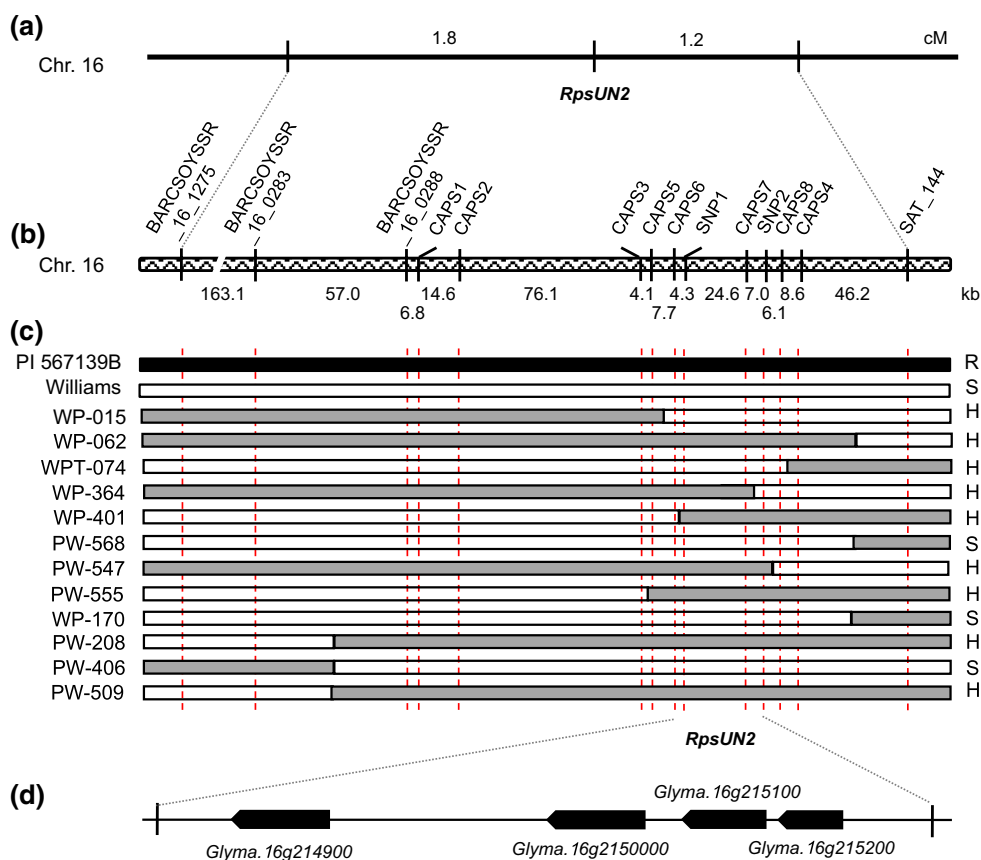 (a)
1.8
1.2
cM
Chr. 16
RpsUN2
BARCSOYSSR
_16_1275
BARCSOYSSR
_16_0283
BARCSOYSSR
_16_0288
CAPS1
CAPS2
CAPS3
CAPS5
CAPS6
SNP1
CAPS7
SNP2
CAPS8
CAPS4
SAT_144
(b)
Chr. 16
163.1
57.0
6.8
14.6
76.1
4.1
7.7
4.3
24.6
7.0
6.1
8.6
46.2
kb
(c)
PI 567139B R
Williams S
WP-015 H
WP-062 H
WPT-074 H
WP-364 H
WP-401 H
PW-568 S
PW-547 H
PW-555 H
WP-170 S
PW-208 H
PW-406 S
PW-509 H
RpsUN2
(d)
Glyma.16g215100
Glyma.16g214900
Glyma.16g2150000
Glyma.16g215200